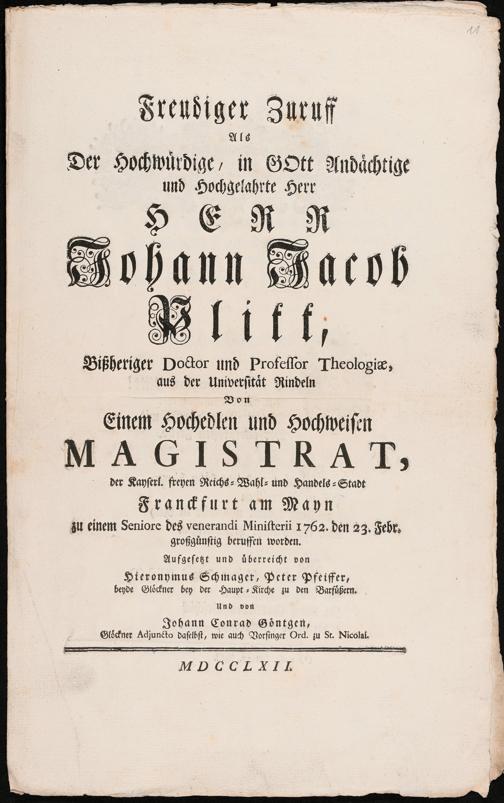 11
Freudiger Zuruff
Als
Der Hochwürdige, in GOtt Andächtige
und Hochgelahrte Herr
HERR
Johann Jacob
Plitt,
Bißheriger Doctor und Professor Theologiæ,
aus der Universität Rindeln
Von
Einem Hochedlen und Hochweisen
MAGISTRAT,
der Kayserl. freyen Reichs-Wahl- und Handels-Stadt
Franckfurt am Mayn
zu einem Seniore des venerandi Ministerii 1762. den 23. Febr.
großgünstig beruffen worden.
Aufgesetzt und überreicht von
Hieronymus Schmager, Peter Pfeiffer,
beyde Glöckner bey der Haupt-Kirche zu den Barfüßern.
Und von
Johann Conrad Göntgen,
Glöckner Adjuncto daselbst, wie auch Vorsinger Ord. zu St. Nicolai.
MDCCLXII.